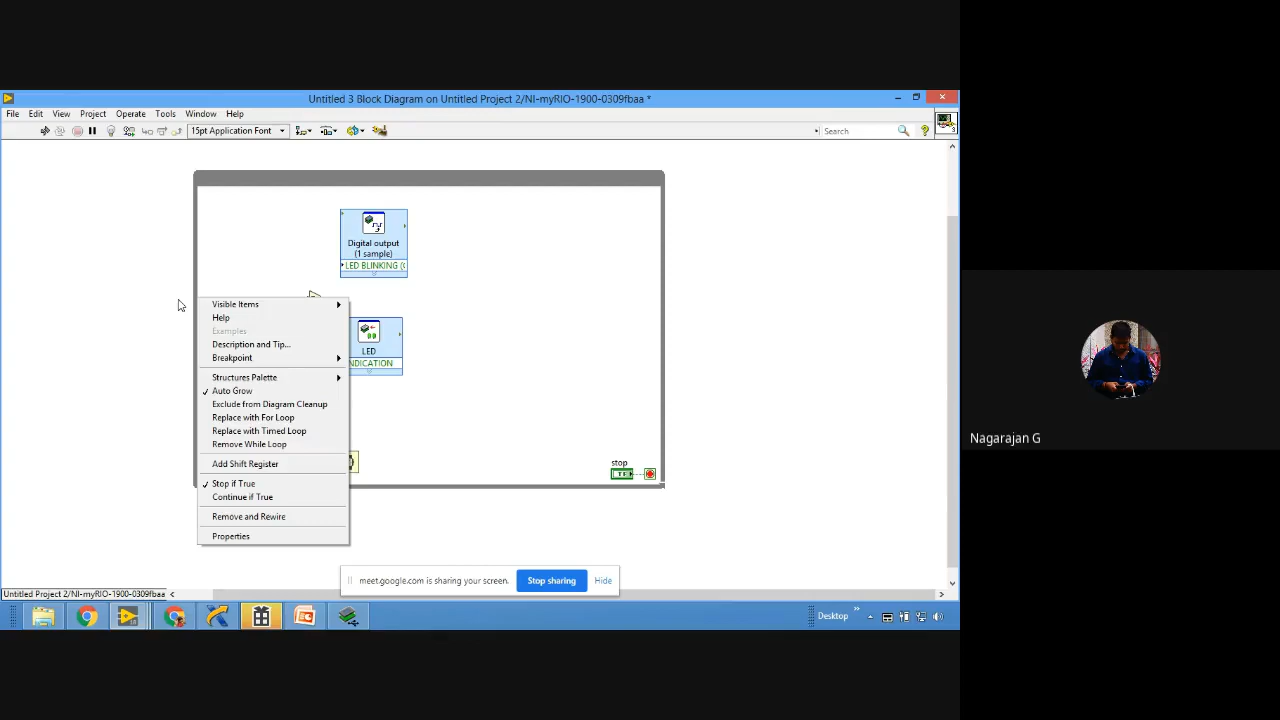 Untitled 3 Block Diagram on Untitled Project 2/NI-myRIO-1900-0309fbaa *
File Edit View Project Operate Tools Window Help
15pt Application Font
Search
3
Digital output
(1 sample)
LED BLINKING (
Visible Items
Help
Examples
Description and Tip...
Breakpoint
Structures Palette
Auto Grow
Exclude from Diagram Cleanup
Replace with For Loop
Replace with Timed Loop
Remove While Loop
Add Shift Register
Stop if True
Continue if True
Remove and Rewire
Properties
LED
NDICATION
stop
TF
Nagarajan G
meet.google.com is sharing your screen.
Stop sharing
Hide
Untitled Project 2/NI-myRIO-1900-0309fbaa
Desktop